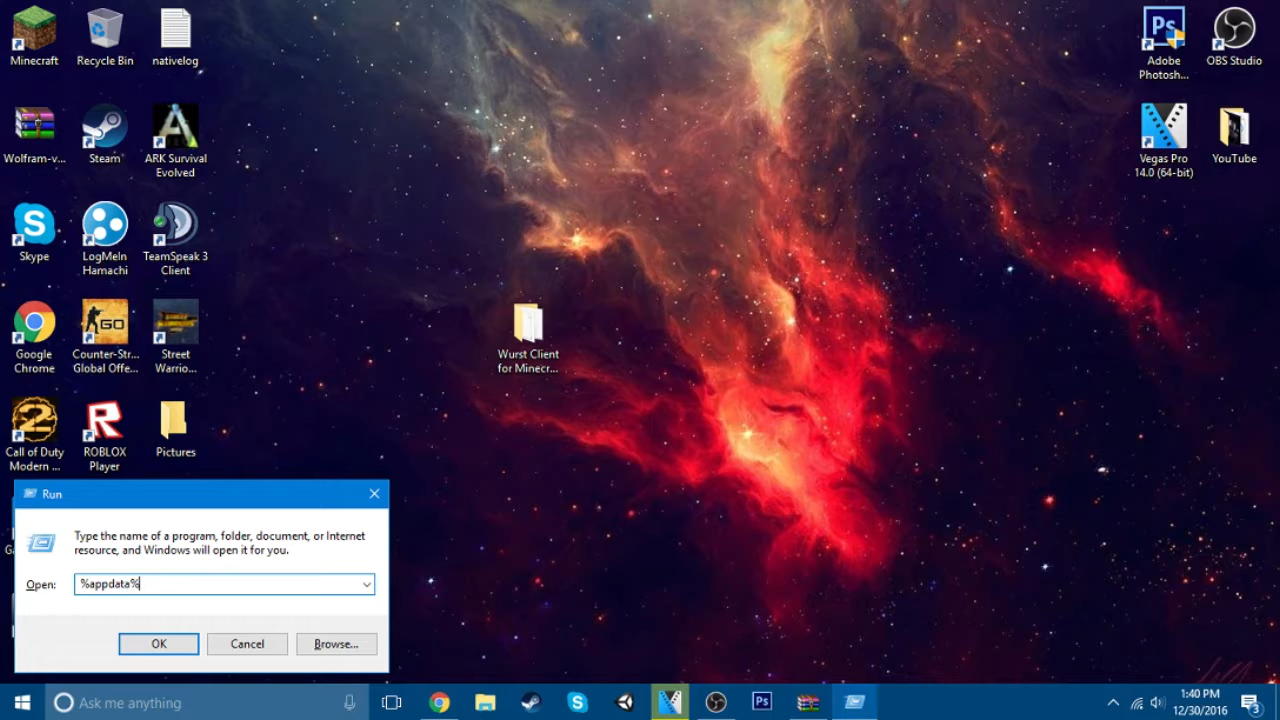 Minecraft
Recycle Bin
nativelog
Wolfram-v...
Steam
ARK Survival
Evolved
Skype
LogMeIn
Hamachi
TeamSpeak 3
Client
Google
Chrome
GO
Counter-Str...
Global Offe...
Street
Warrio...
Call of Duty
Modern ...
ROBLOX
Player
Pictures
Wurst Client
for Minecr...
Ps
Adobe
Photosh...
OBS Studio
Vegas Pro
14.0 (64-bit)
YouTube
Run
Type the name of a program, folder, document, or Internet
resource, and Windows will open it for you.
Open:
%appdata%
OK
Cancel
Browse...
Ask me anything
Ps
1:40 PM
12/30/2016
3